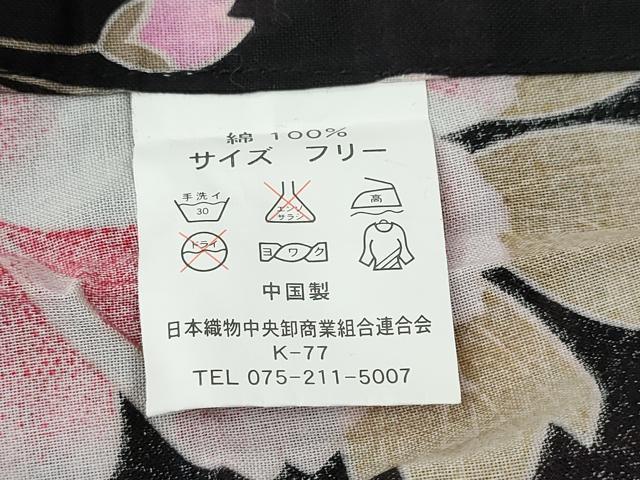 綿 100%
サイズ フリー
手洗イ
30
エンソ
サラシ
高
ドライ
ヨワク
中国製
日本織物中央卸商業組合連合会
K-77
TEL 075-211-5007